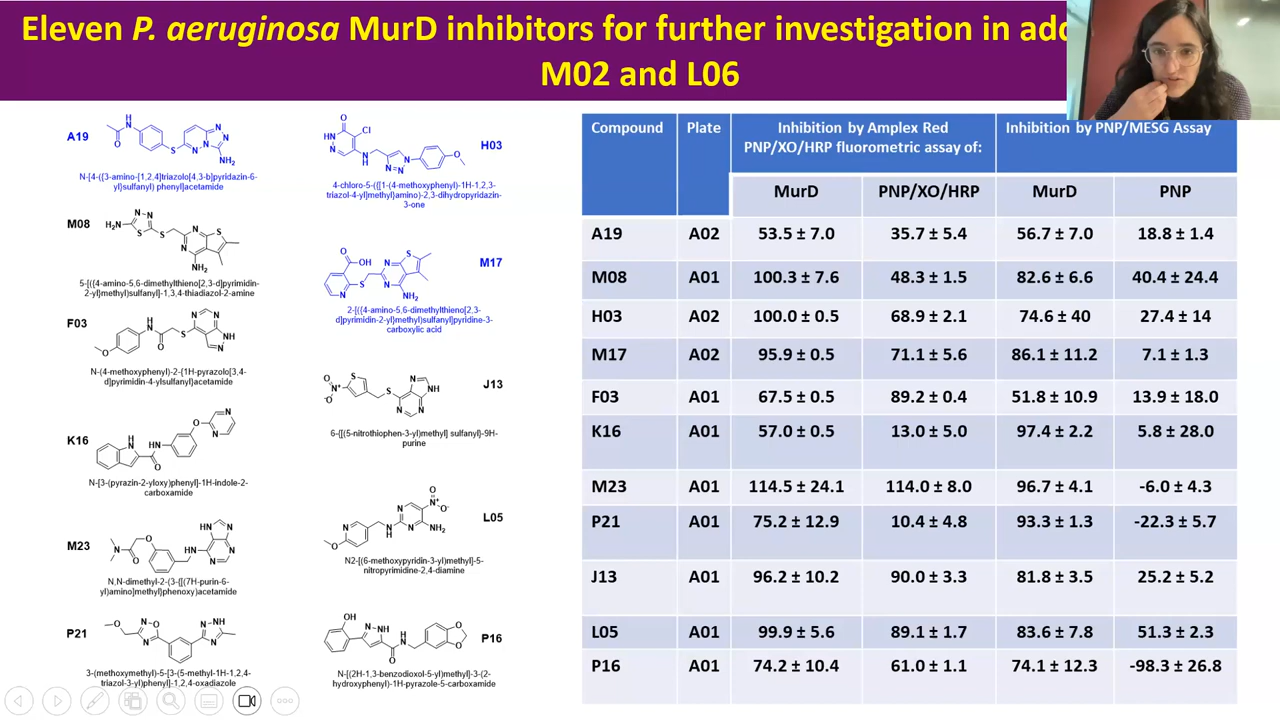 Eleven P. aeruginosa MurD inhibitors for further investigation in add
M02 and L06
A19
N-[4-({3-amino-[1,2,4]triazolo[4,3-b]pyridazin-6-
yl}sulfanyl) phenyl]acetamide
H03
4-chloro-5-({[1-(4-methoxyphenyl)-1H-1,2,3-
triazol-4-yl]methyl}amino)-2,3-dihydropyridazin-
3-one
M08
5-[({4-amino-5,6-dimethylthieno[2,3-d]pyrimidin-
2-yl}methyl)sulfanyl]-1,3,4-thiadiazol-2-amine
M17
2-[({4-amino-5,6-dimethylthieno[2,3-
d]pyrimidin-2-yl}methyl)sulfanyl]pyridine-3-
carboxylic acid
F03
N-(4-methoxyphenyl)-2-{1H-pyrazolo[3,4-
d]pyrimidin-4-ylsulfanyl}acetamide
J13
6-{[(5-nitrothiophen-3-yl)methyl] sulfanyl}-9H-
purine
K16
N-[3-(pyrazin-2-yloxy)phenyl]-1H-indole-2-
carboxamide
L05
N2-[(6-methoxypyridin-3-yl)methyl]-5-
nitropyrimidine-2,4-diamine
M23
N,N-dimethyl-2-(3-{[(7H-purin-6-
yl)amino]methyl}phenoxy)acetamide
P21
3-(methoxymethyl)-5-[3-(5-methyl-1H-1,2,4-
triazol-3-yl)phenyl]-1,2,4-oxadiazole
P16
N-[(2H-1,3-benzodioxol-5-yl)methyl]-3-(2-
hydroxyphenyl)-1H-pyrazole-5-carboxamide
Compound Plate Inhibition by Amplex Red Inhibition by PNP/MESG Assay
PNP/XO/HRP fluorometric assay of:
MurD PNP/XO/HRP MurD PNP
A19 A02 53.5 ± 7.0 35.7 ± 5.4 56.7 ± 7.0 18.8 ± 1.4
M08 A01 100.3 ± 7.6 48.3 ± 1.5 82.6 ± 6.6 40.4 ± 24.4
H03 A02 100.0 ± 0.5 68.9 ± 2.1 74.6 ± 40 27.4 ± 14
M17 A02 95.9 ± 0.5 71.1 ± 5.6 86.1 ± 11.2 7.1 ± 1.3
F03 A01 67.5 ± 0.5 89.2 ± 0.4 51.8 ± 10.9 13.9 ± 18.0
K16 A01 57.0 ± 0.5 13.0 ± 5.0 97.4 ± 2.2 5.8 ± 28.0
M23 A01 114.5 ± 24.1 114.0 ± 8.0 96.7 ± 4.1 -6.0 ± 4.3
P21 A01 75.2 ± 12.9 10.4 ± 4.8 93.3 ± 1.3 -22.3 ± 5.7
J13 A01 96.2 ± 10.2 90.0 ± 3.3 81.8 ± 3.5 25.2 ± 5.2
L05 A01 99.9 ± 5.6 89.1 ± 1.7 83.6 ± 7.8 51.3 ± 2.3
P16 A01 74.2 ± 10.4 61.0 ± 1.1 74.1 ± 12.3 -98.3 ± 26.8